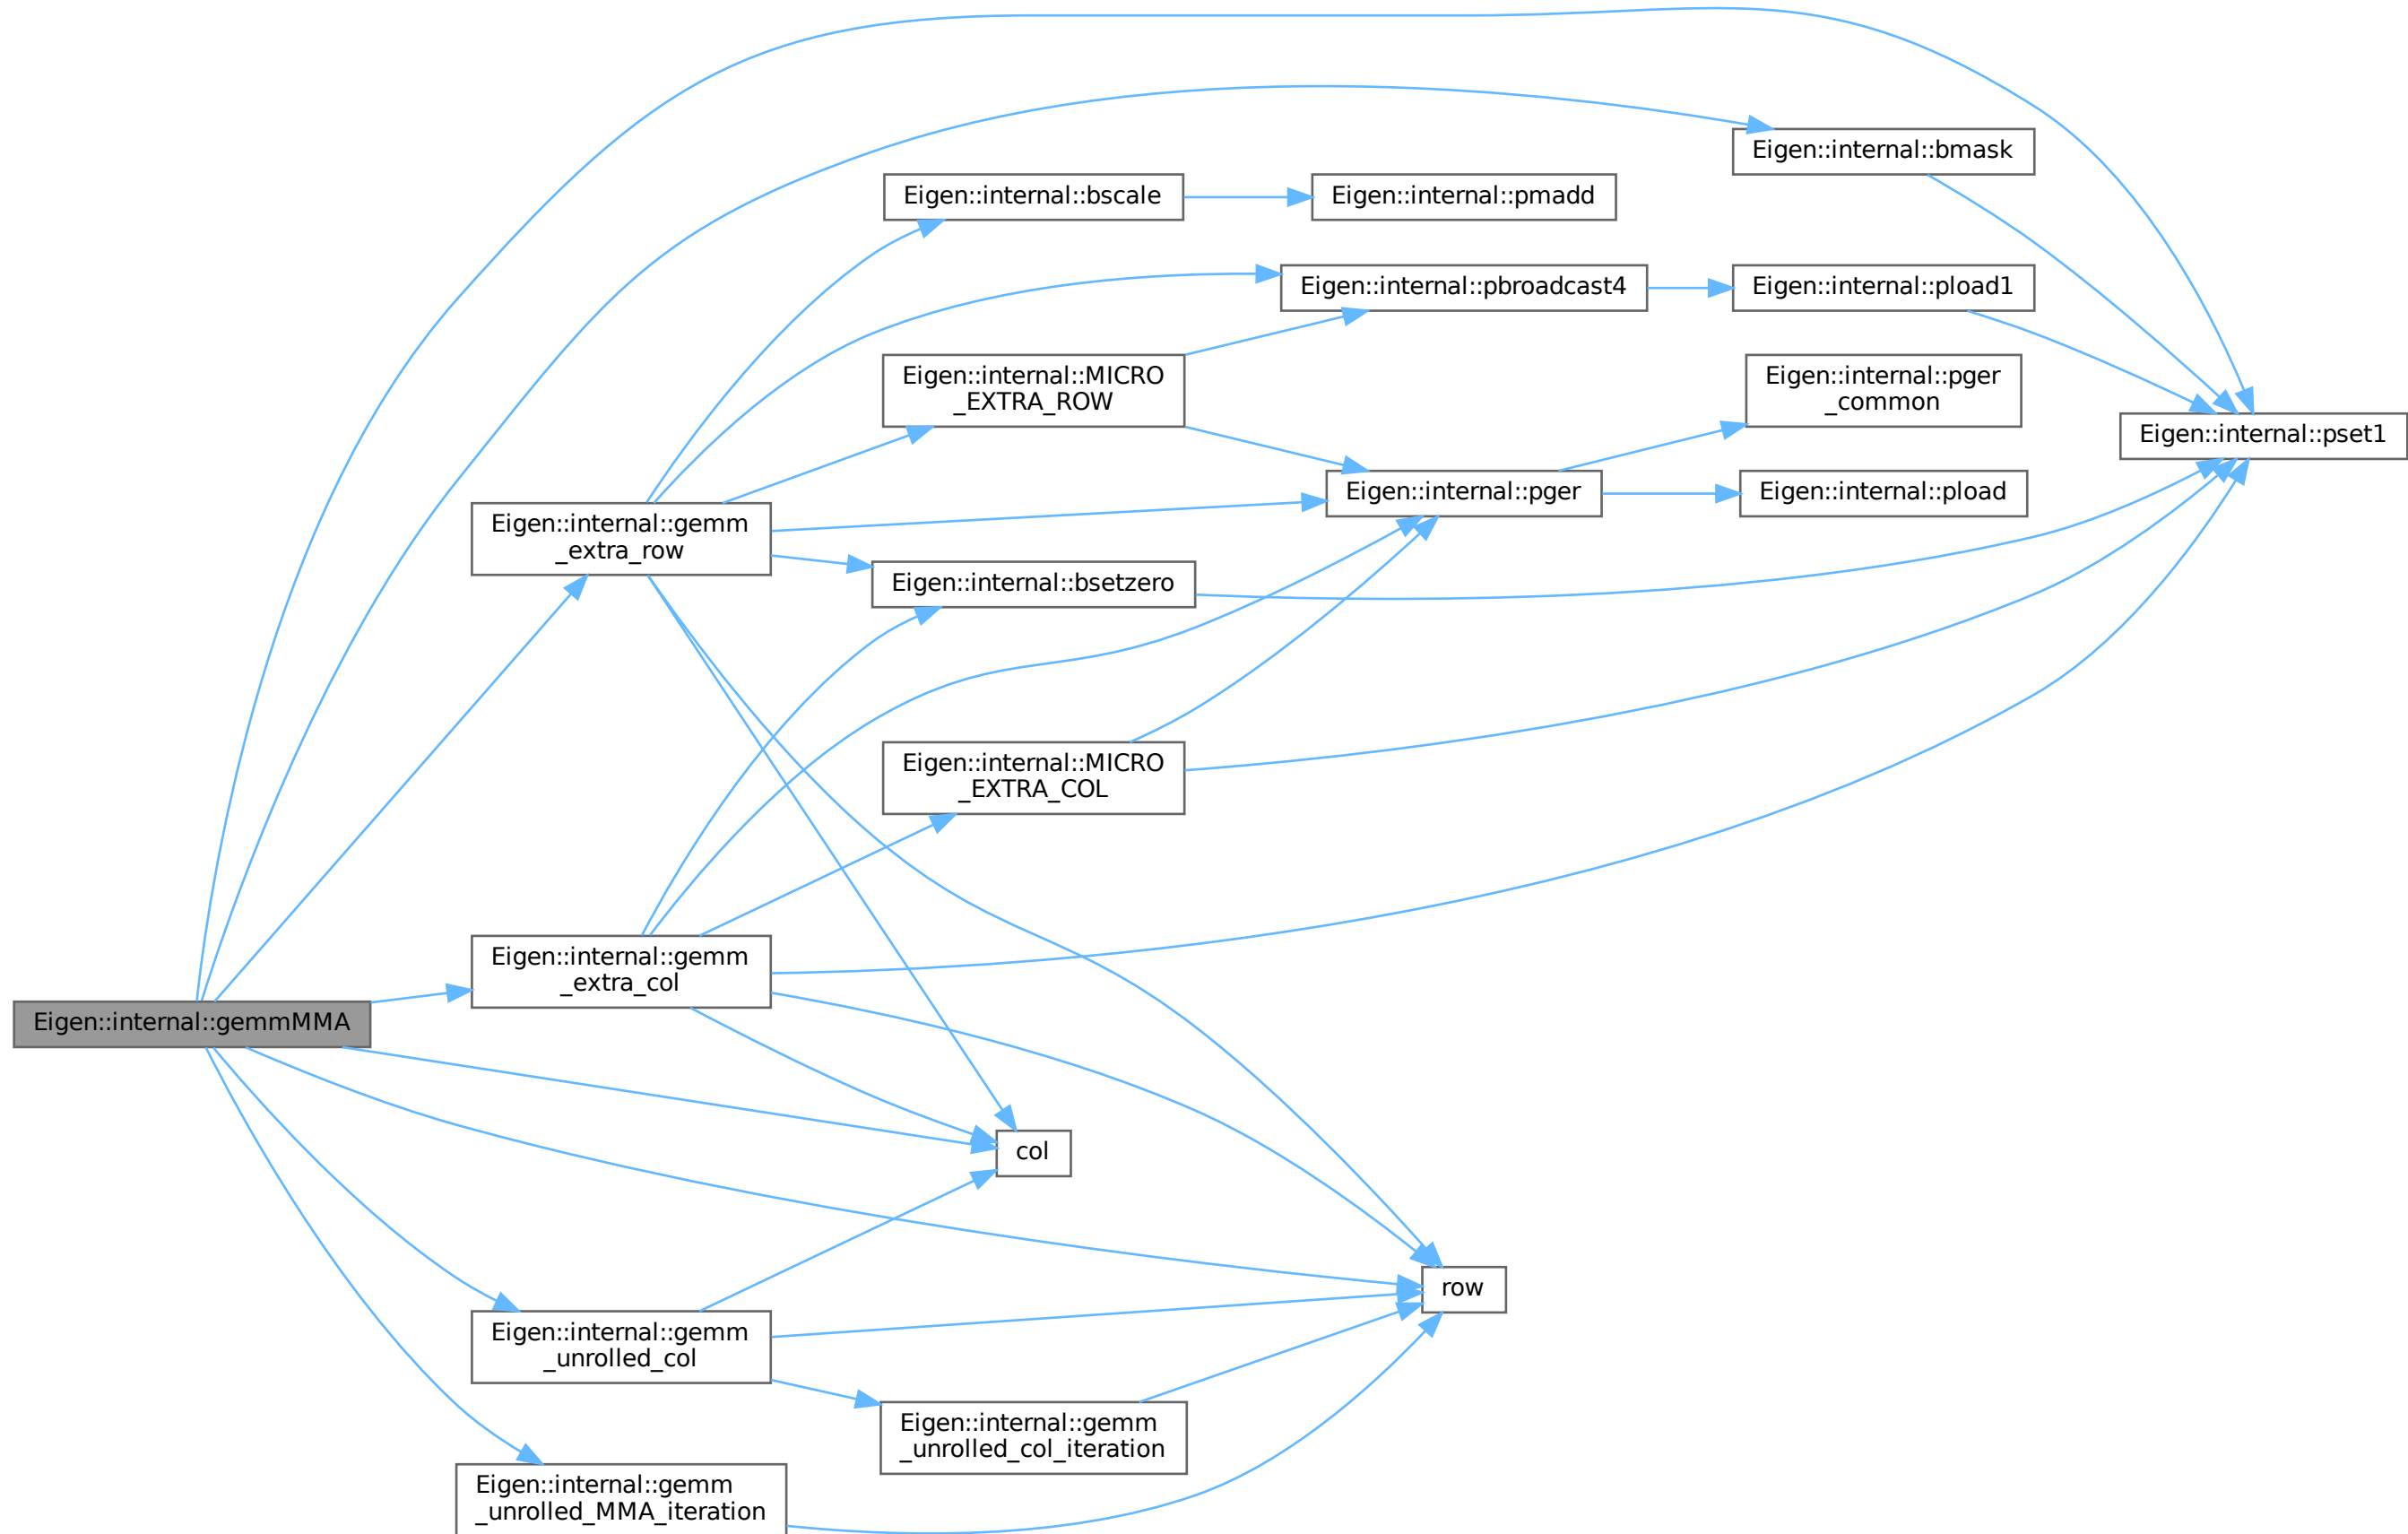 Eigen::internal::bmask
Eigen::internal::bscale
Eigen::internal::pmadd
Eigen::internal::pbroadcast4
Eigen::internal::pload1
Eigen::internal::MICRO
_EXTRA_ROW
Eigen::internal::pger
_common
Eigen::internal::pset1
Eigen::internal::pger
Eigen::internal::pload
Eigen::internal::gemm
_extra_row
Eigen::internal::bsetzero
Eigen::internal::MICRO
_EXTRA_COL
Eigen::internal::gemm
_extra_col
Eigen::internal::gemmMMA
col
row
Eigen::internal::gemm
_unrolled_col
Eigen::internal::gemm
_unrolled_col_iteration
Eigen::internal::gemm
_unrolled_MMA_iteration